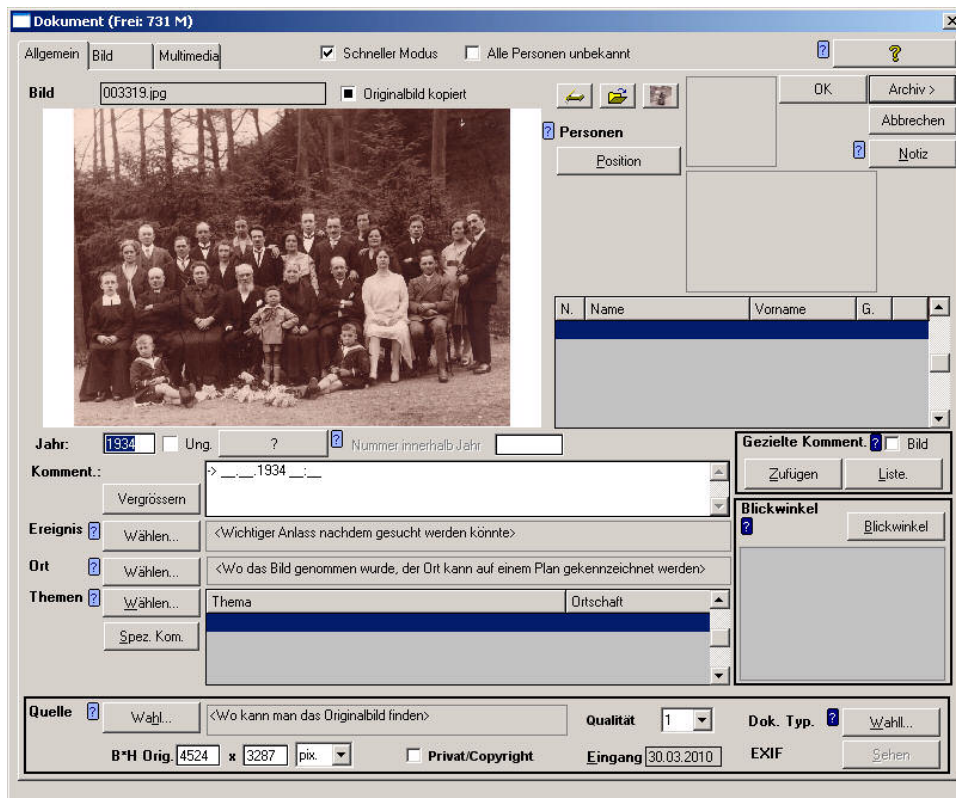 Dokument (Frei: 731 M)
Allgemein Bild Multimedia Schneller Modus Alle Personen unbekannt ? ?
Bild 003319.jpg Originalbild kopiert OK Archiv >
Abbrechen
? Personen
Position ? Notiz
N. Name Vorname G.
Jahr: 1934 Ung. ? ? Nummer innerhalb Jahr Gezielte Komment. ? Bild
Komment.: -> __.__.1934 __:__ Zufügen Liste.
Vergrössern
Blickwinkel
Ereignis ? Wählen... <Wichtiger Anlass nachdem gesucht werden könnte> ? Blickwinkel
Ort ? Wählen... <Wo das Bild genommen wurde, der Ort kann auf einem Plan gekennzeichnet werden>
Themen ? Wählen... Thema Ortschaft
Spez. Kom.
Quelle ? Wahl... <Wo kann man das Originalbild finden> Qualität 1 Dok. Typ. ? Wahll...
B*H Orig. 4524 x 3287 pix. Privat/Copyright Eingang 30.03.2010 EXIF Sehen